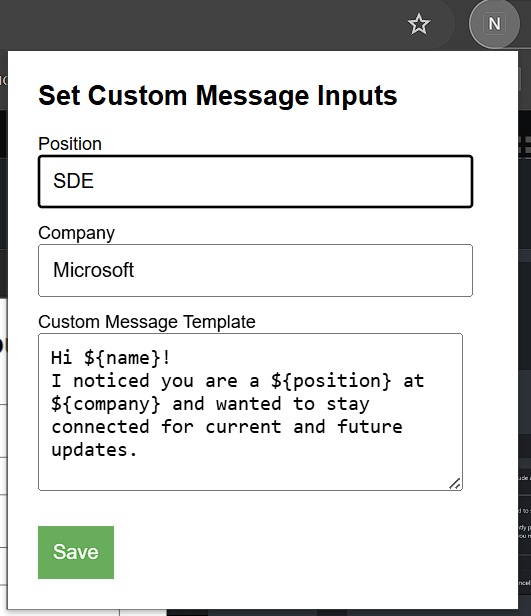 N
Set Custom Message Inputs
Position
SDE
Company
Microsoft
Custom Message Template
Hi ${name}!
I noticed you are a ${position} at
${company} and wanted to stay
connected for current and future
updates.
Save